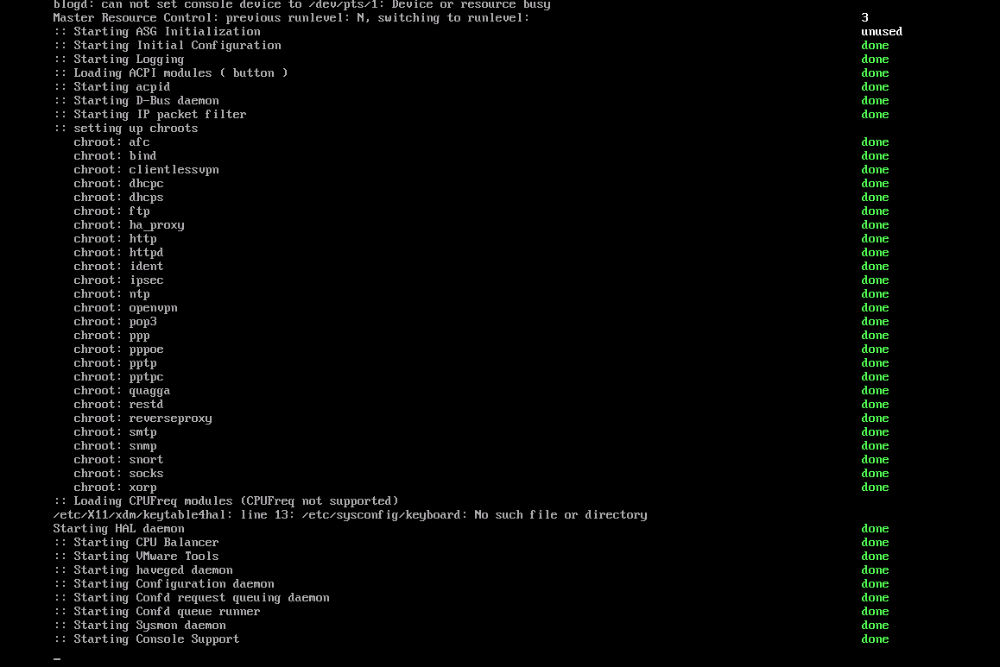 blogd: can not set console device to /dev/pts/1: Device or resource busy
Master Resource Control: previous runlevel: N, switching to runlevel: 3
:: Starting ASG Initialization unused
:: Starting Initial Configuration done
:: Starting Logging done
:: Loading ACPI modules ( button ) done
:: Starting acpid done
:: Starting D-Bus daemon done
:: Starting IP packet filter done
:: setting up chroots
chroot: afc done
chroot: bind done
chroot: clientlessvpn done
chroot: dhcpc done
chroot: dhcps done
chroot: ftp done
chroot: ha_proxy done
chroot: http done
chroot: httpd done
chroot: ident done
chroot: ipsec done
chroot: ntp done
chroot: openvpn done
chroot: pop3 done
chroot: ppp done
chroot: pppoe done
chroot: pptp done
chroot: pptpc done
chroot: quagga done
chroot: restd done
chroot: reverseproxy done
chroot: smtp done
chroot: snmp done
chroot: snort done
chroot: socks done
chroot: xorp done
:: Loading CPUFreq modules (CPUFreq not supported)
/etc/X11/xdm/keytable4hal: line 13: /etc/sysconfig/keyboard: No such file or directory
Starting HAL daemon done
:: Starting CPU Balancer done
:: Starting VMware Tools done
:: Starting haveged daemon done
:: Starting Configuration daemon done
:: Starting Confd request queuing daemon done
:: Starting Confd queue runner done
:: Starting Sysmon daemon done
:: Starting Console Support done
_